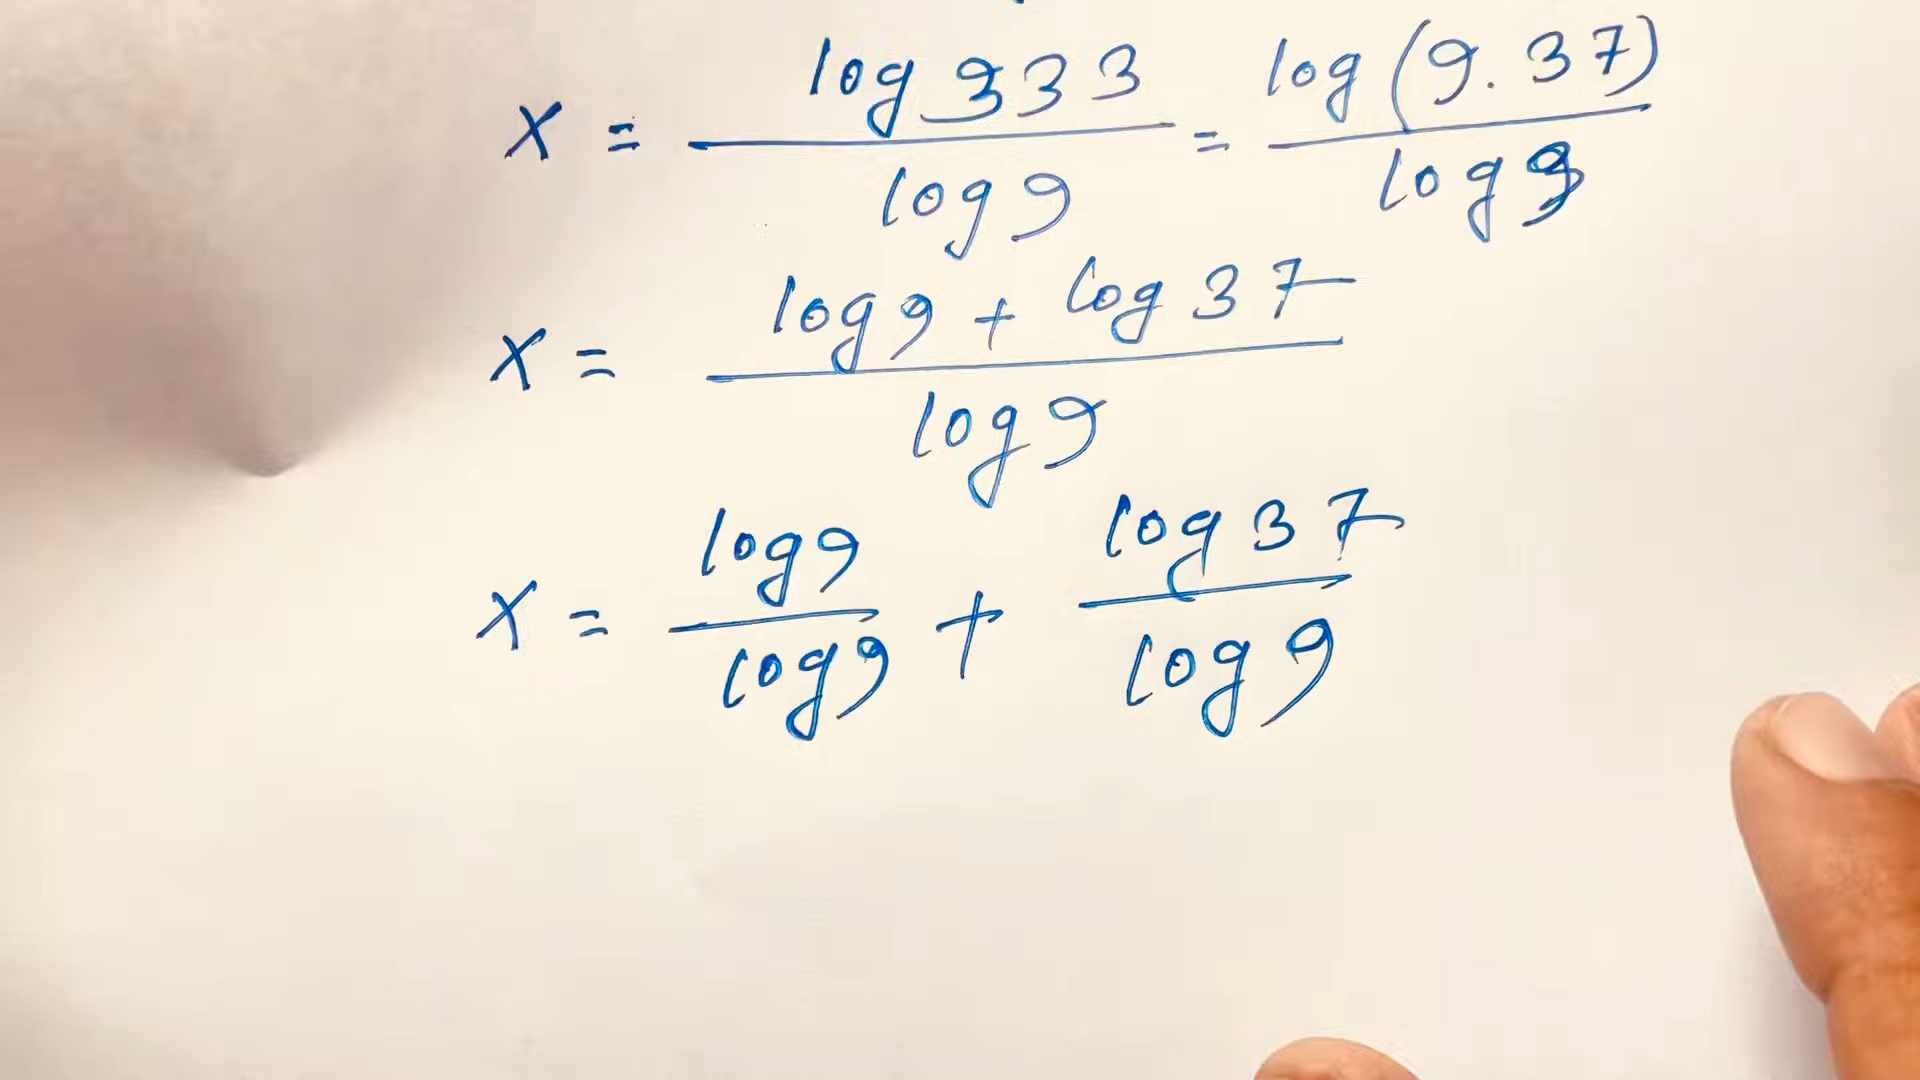 x = log 333 / log 9 = log (9. 37) / log 9
x = log 9 + log 37 / log 9
x = log 9 / log 9 + log 37 / log 9